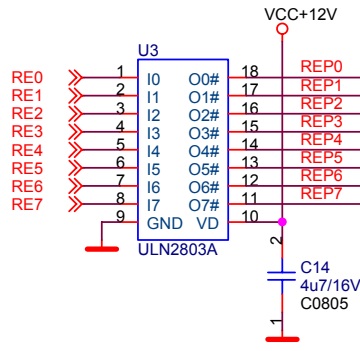 VCC+12V
U3
RE0 1 I0 O0# 18 REP0
RE1 2 I1 O1# 17 REP1
RE2 3 I2 O2# 16 REP2
RE3 4 I3 O3# 15 REP3
RE4 5 I4 O4# 14 REP4
RE5 6 I5 O5# 13 REP5
RE6 7 I6 O6# 12 REP6
RE7 8 I7 O7# 11 REP7
9 GND VD 10
ULN2803A
2
C14
4u7/16V
C0805
1